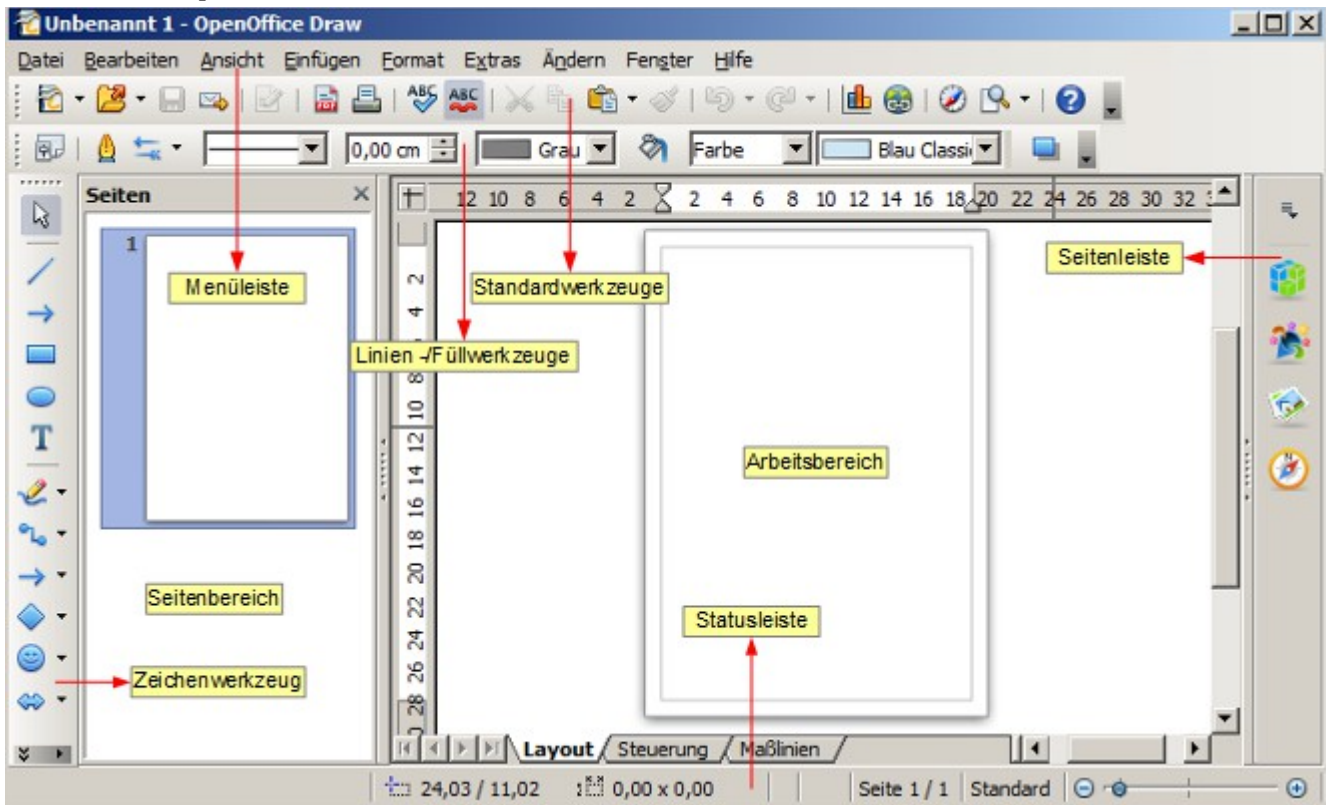 Unbenannt 1 - OpenOffice Draw
Datei Bearbeiten Ansicht Einfügen Format Extras Ändern Fenster Hilfe
ABC ABC
0,00 cm Grau Farbe Blau Classi
Seiten
12 10 8 6 4 2 2 4 6 8 10 12 14 16 18 20 22 24 26 28 30 32
1
Seitenleiste
Menüleiste
Standardwerkzeuge
Linien -/Füllwerkzeuge
2
4
8
10
12
14
16
18
20
22
24
26
28
T
Arbeitsbereich
Seitenbereich
Statusleiste
Zeichenwerkzeug
Layout Steuerung Maßlinien
24,03 / 11,02 0,00 x 0,00 Seite 1 / 1 Standard